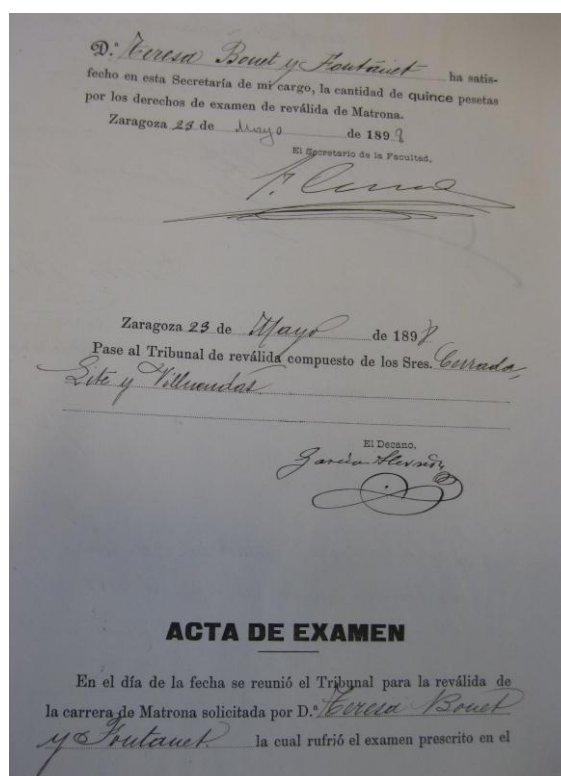 D.ª Teresa Bonet y Fontanet ha satis-
fecho en esta Secretaría de mi cargo, la cantidad de quince pesetas
por los derechos de examen de reválida de Matrona.
Zaragoza 23 de Mayo de 1898
El Secretario de la Facultad,
Zaragoza 23 de Mayo de 1898
Pase al Tribunal de reválida compuesto de los Sres. Cerrada,
Lite y Villuendas.
El Decano,
ACTA DE EXAMEN
En el día de la fecha se reunió el Tribunal para la reválida de
la carrera de Matrona solicitada por D.ª Teresa Bonet
y Fontanet. la cual rufrió el examen prescrito en el